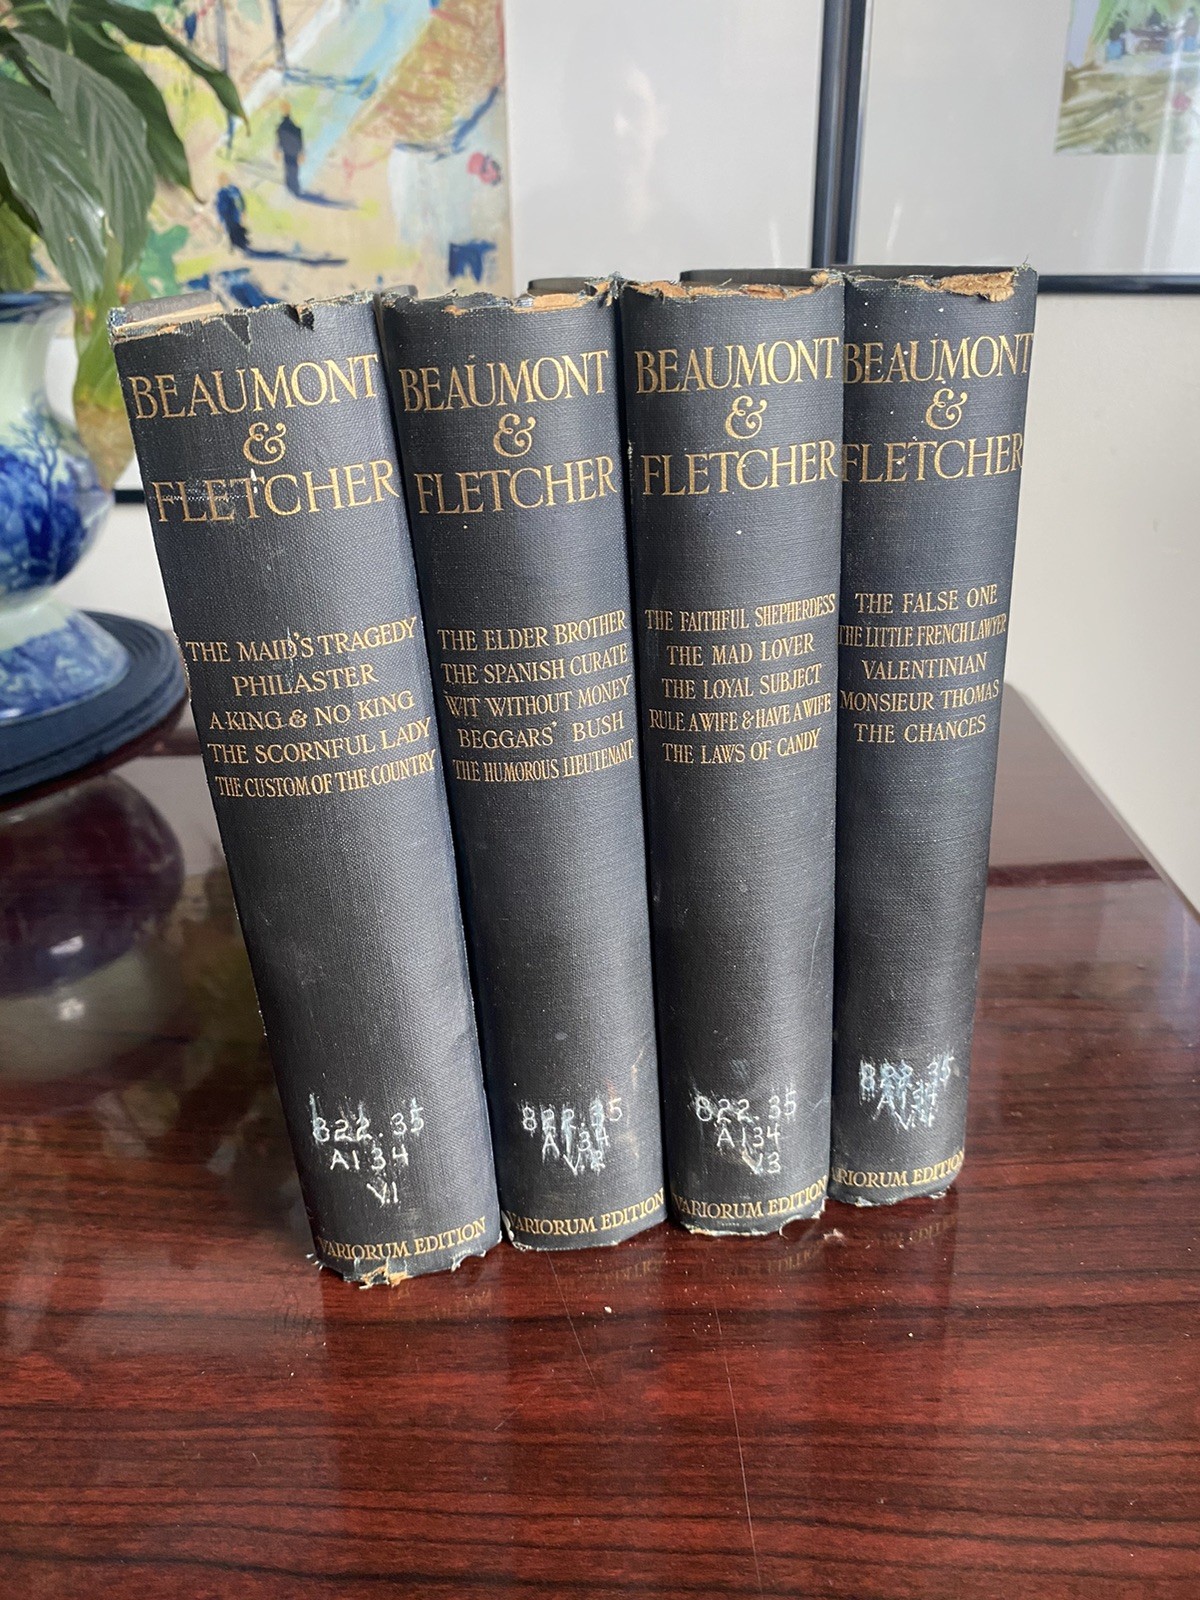 BEAUMONT
&
FLETCHER
THE MAID'S TRAGEDY
PHILASTER
A KING & NO KING
THE SCORNFUL LADY
THE CUSTOM OF THE COUNTRY
822.35
A134
V1
VARIORUM EDITION
BEAUMONT
&
FLETCHER
THE ELDER BROTHER
THE SPANISH CURATE
WIT WITHOUT MONEY
BEGGARS' BUSH
THE HUMOROUS LIEUTENANT
822.35
A134
V.2
VARIORUM EDITION
BEAUMONT
&
FLETCHER
THE FAITHFUL SHEPHERDESS
THE MAD LOVER
THE LOYAL SUBJECT
RULE A WIFE & HAVE A WIFE
THE LAWS OF CANDY
822.35
A134
V3
VARIORUM EDITION
BEAUMONT
&
FLETCHER
THE FALSE ONE
THE LITTLE FRENCH LAWYER
VALENTINIAN
MONSIEUR THOMAS
THE CHANCES
822.35
A134
V.4
VARIORUM EDITION